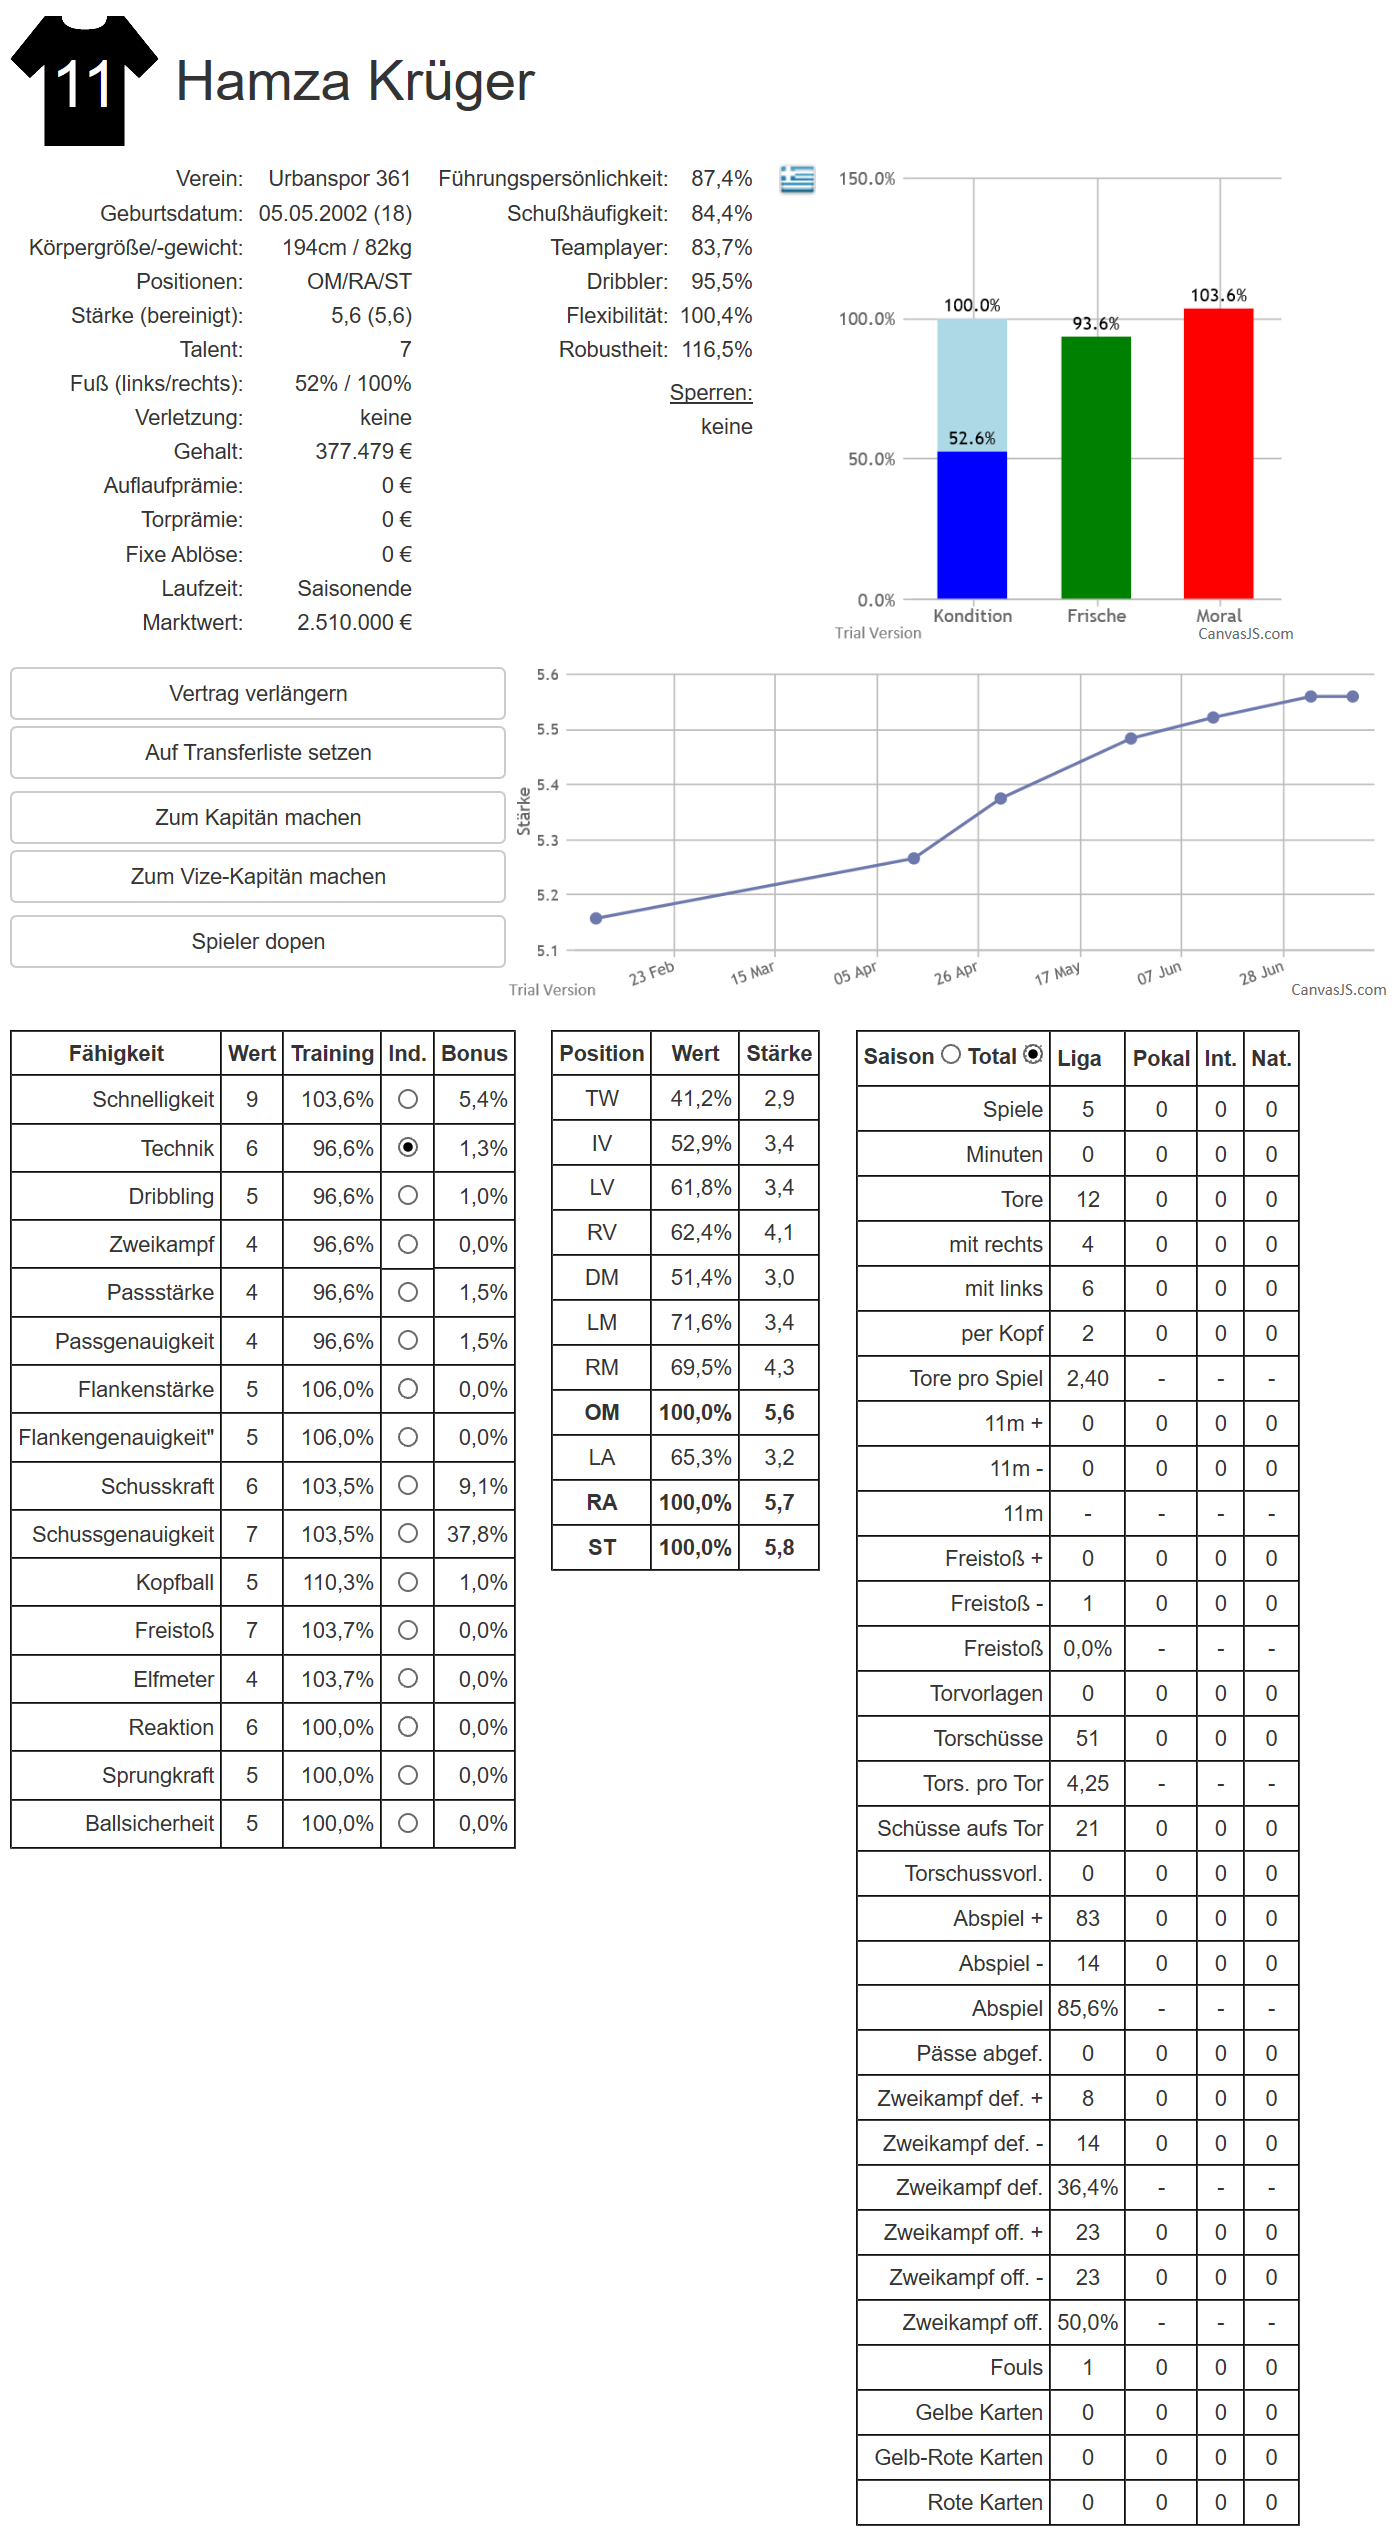 11
Hamza Krüger
Verein: Urbanspor 361
Geburtsdatum: 05.05.2002 (18)
Körpergröße/-gewicht: 194cm / 82kg
Positionen: OM/RA/ST
Stärke (bereinigt): 5,6 (5,6)
Talent: 7
Fuß (links/rechts): 52% / 100%
Verletzung: keine
Gehalt: 377.479 €
Auflaufprämie: 0 €
Torprämie: 0 €
Fixe Ablöse: 0 €
Laufzeit: Saisonende
Marktwert: 2.510.000 €
Führungspersönlichkeit: 87,4%
Schußhäufigkeit: 84,4%
Teamplayer: 83,7%
Dribbler: 95,5%
Flexibilität: 100,4%
Robustheit: 116,5%
Sperren:
keine
150.0%
100.0%
50.0%
0.0%
100.0%
52.6%
93.6%
103.6%
Kondition Frische Moral
Trial Version CanvasJS.com
Vertrag verlängern
Auf Transferliste setzen
Zum Kapitän machen
Zum Vize-Kapitän machen
Spieler dopen
Stärke
5.6
5.5
5.4
5.3
5.2
5.1
23 Feb 15 Mar 05 Apr 26 Apr 17 May 07 Jun 28 Jun
Trial Version CanvasJS.com
Fähigkeit Wert Training Ind. Bonus
Schnelligkeit 9 103,6% 5,4%
Technik 6 96,6% 1,3%
Dribbling 5 96,6% 1,0%
Zweikampf 4 96,6% 0,0%
Passstärke 4 96,6% 1,5%
Passgenauigkeit 4 96,6% 1,5%
Flankenstärke 5 106,0% 0,0%
Flankengenauigkeit" 5 106,0% 0,0%
Schusskraft 6 103,5% 9,1%
Schussgenauigkeit 7 103,5% 37,8%
Kopfball 5 110,3% 1,0%
Freistoß 7 103,7% 0,0%
Elfmeter 4 103,7% 0,0%
Reaktion 6 100,0% 0,0%
Sprungkraft 5 100,0% 0,0%
Ballsicherheit 5 100,0% 0,0%
Position Wert Stärke
TW 41,2% 2,9
IV 52,9% 3,4
LV 61,8% 3,4
RV 62,4% 4,1
DM 51,4% 3,0
LM 71,6% 3,4
RM 69,5% 4,3
OM 100,0% 5,6
LA 65,3% 3,2
RA 100,0% 5,7
ST 100,0% 5,8
Saison Total Liga Pokal Int. Nat.
Spiele 5 0 0 0
Minuten 0 0 0 0
Tore 12 0 0 0
mit rechts 4 0 0 0
mit links 6 0 0 0
per Kopf 2 0 0 0
Tore pro Spiel 2,40 - - -
11m + 0 0 0 0
11m - 0 0 0 0
11m - - - -
Freistoß + 0 0 0 0
Freistoß - 1 0 0 0
Freistoß 0,0% - - -
Torvorlagen 0 0 0 0
Torschüsse 51 0 0 0
Tors. pro Tor 4,25 - - -
Schüsse aufs Tor 21 0 0 0
Torschussvorl. 0 0 0 0
Abspiel + 83 0 0 0
Abspiel - 14 0 0 0
Abspiel 85,6% - - -
Pässe abgef. 0 0 0 0
Zweikampf def. + 8 0 0 0
Zweikampf def. - 14 0 0 0
Zweikampf def. 36,4% - - -
Zweikampf off. + 23 0 0 0
Zweikampf off. - 23 0 0 0
Zweikampf off. 50,0% - - -
Fouls 1 0 0 0
Gelbe Karten 0 0 0 0
Gelb-Rote Karten 0 0 0 0
Rote Karten 0 0 0 0